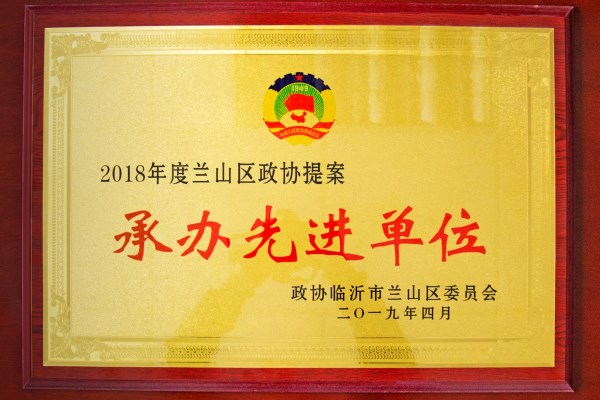 1949
2018年度兰山区政协提案
承办先进单位
政协临沂市兰山区委员会
二〇一九年四月